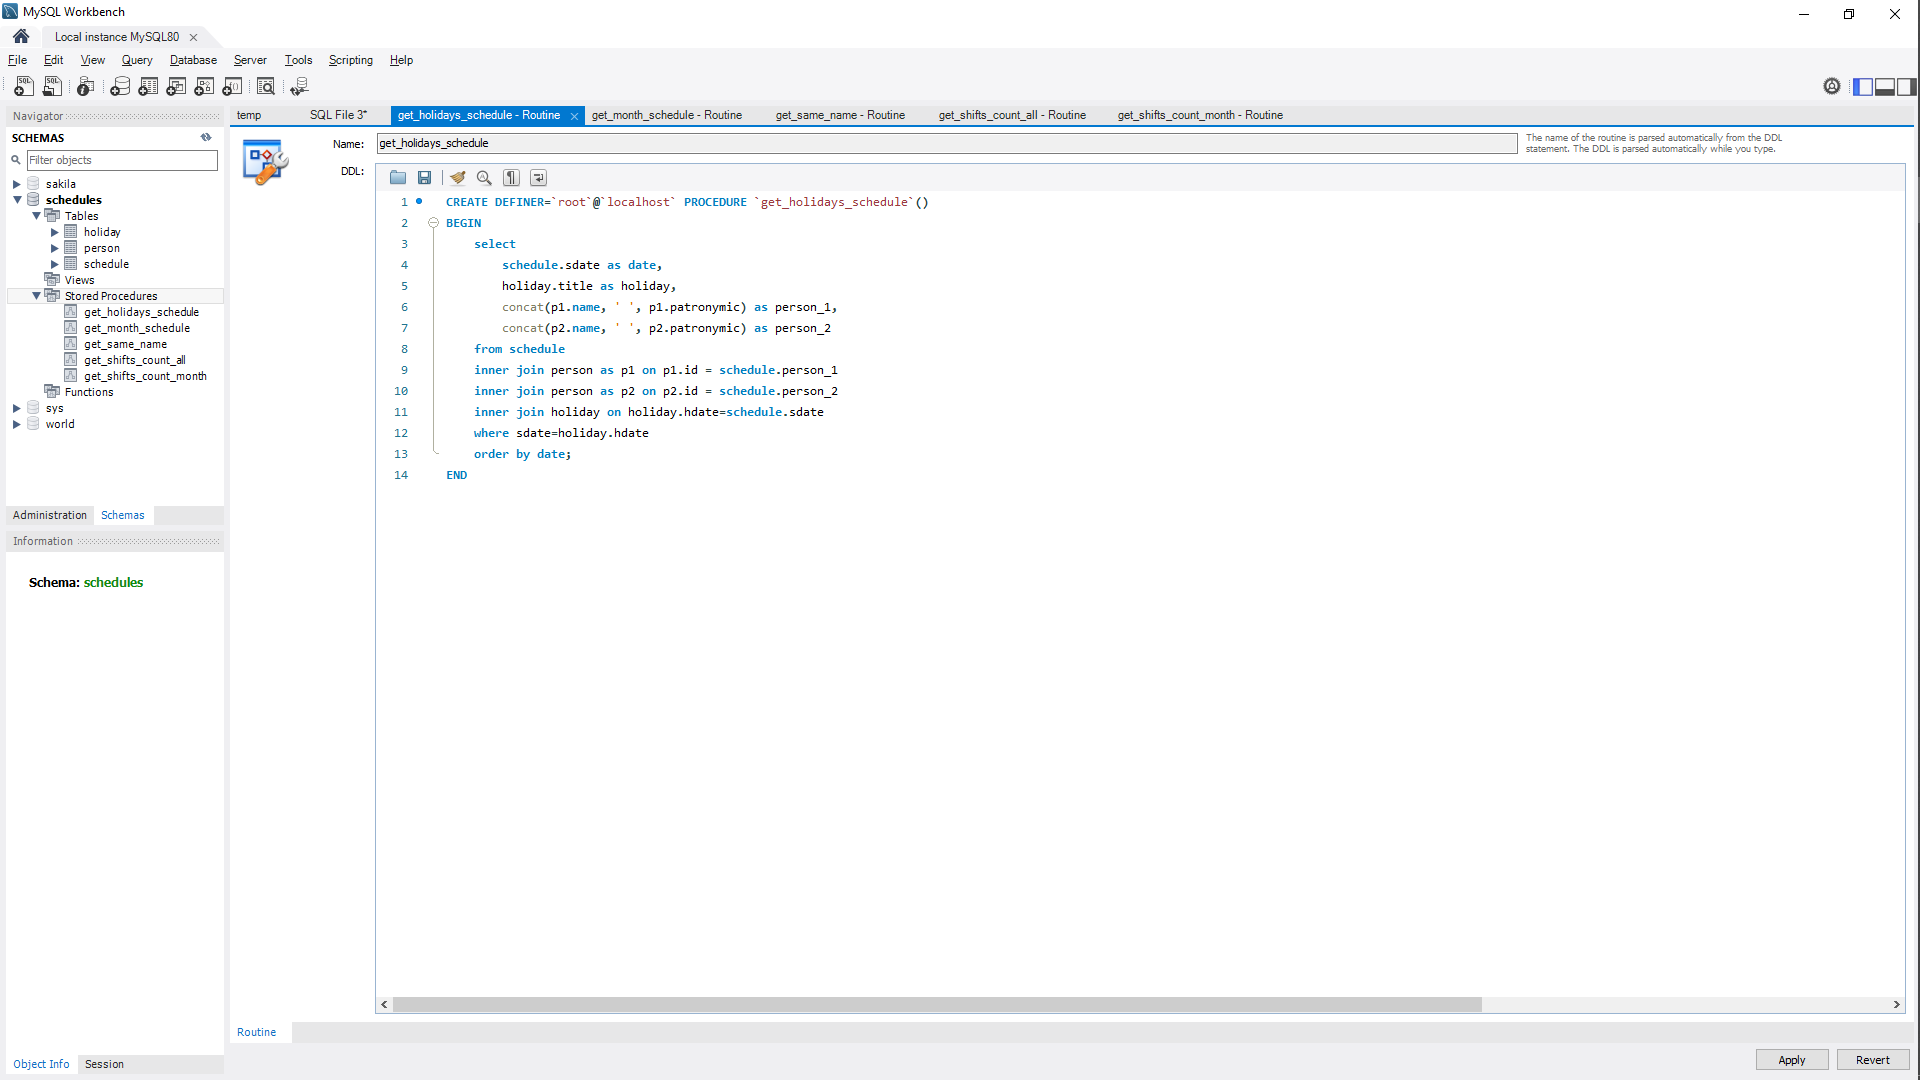 MySQL Workbench
Local instance MySQL80
File Edit View Query Database Server Tools Scripting Help
Navigator
SCHEMAS
Filter objects
sakila
schedules
Tables
holiday
person
schedule
Views
Stored Procedures
get_holidays_schedule
get_month_schedule
get_same_name
get_shifts_count_all
get_shifts_count_month
Functions
sys
world
Administration Schemas
Information
Schema: schedules
Object Info Session
temp SQL File 3* get_holidays_schedule - Routine get_month_schedule - Routine get_same_name - Routine get_shifts_count_all - Routine get_shifts_count_month - Routine
Name: get_holidays_schedule
The name of the routine is parsed automatically from the DDL
statement. The DDL is parsed automatically while you type.
DDL:
1 CREATE DEFINER=`root`@`localhost` PROCEDURE `get_holidays_schedule`()
2 BEGIN
3 select
4 schedule.sdate as date,
5 holiday.title as holiday,
6 concat(p1.name, ' ', p1.patronymic) as person_1,
7 concat(p2.name, ' ', p2.patronymic) as person_2
8 from schedule
9 inner join person as p1 on p1.id = schedule.person_1
10 inner join person as p2 on p2.id = schedule.person_2
11 inner join holiday on holiday.hdate=schedule.sdate
12 where sdate=holiday.hdate
13 order by date;
14 END
Routine
Apply Revert